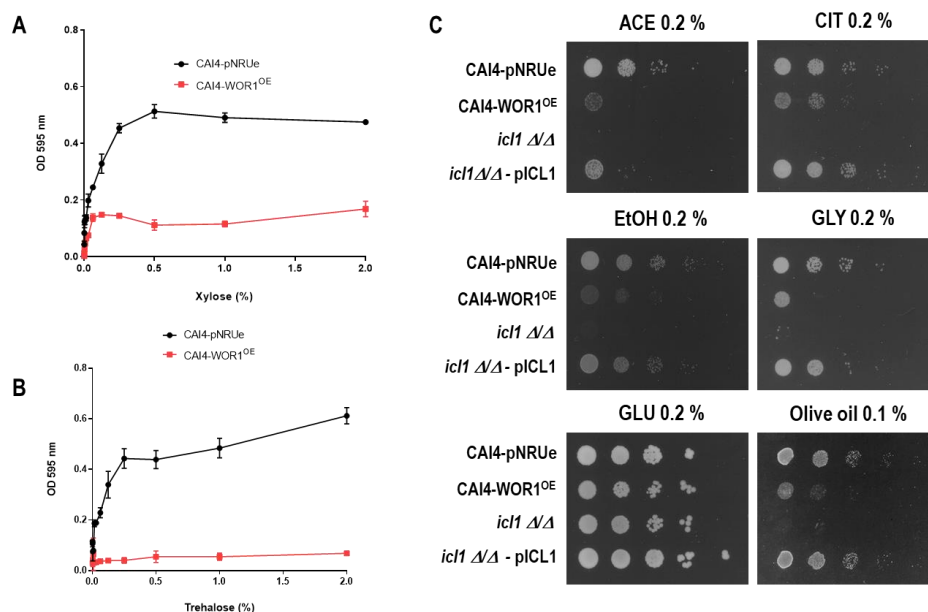 A
CAI4-pNRUe
CAI4-WOR1OE
OD 595 nm
0.8
0.6
0.4
0.2
0.0
0.0 0.5 1.0 1.5 2.0
Xylose (%)
B
CAI4-pNRUe
CAI4-WOR1OE
OD 595 nm
0.8
0.6
0.4
0.2
0.0
0.0 0.5 1.0 1.5 2.0
Trehalose (%)
C
ACE 0.2 % CIT 0.2 %
CAI4-pNRUe
CAI4-WOR1OE
icl1 Δ/Δ
icl1Δ/Δ - pICL1
EtOH 0.2 % GLY 0.2 %
CAI4-pNRUe
CAI4-WOR1OE
icl1 Δ/Δ
icl1 Δ/Δ - pICL1
GLU 0.2 % Olive oil 0.1 %
CAI4-pNRUe
CAI4-WOR1OE
icl1 Δ/Δ
icl1 Δ/Δ - pICL1